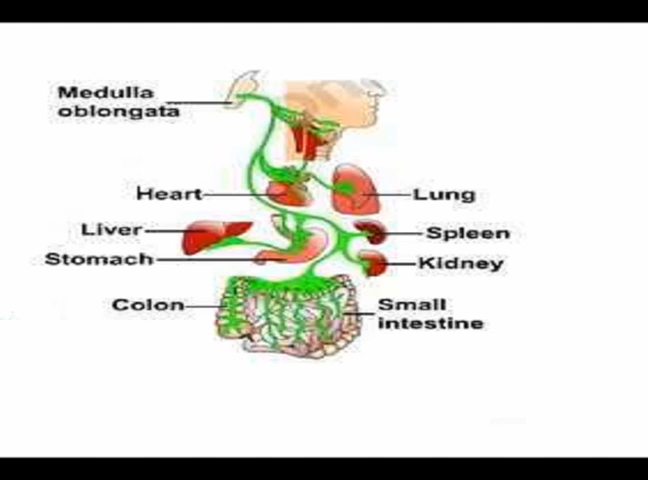 Medulla
oblongata
Heart
Lung
Liver
Spleen
Stomach
Kidney
Colon
Small
intestine